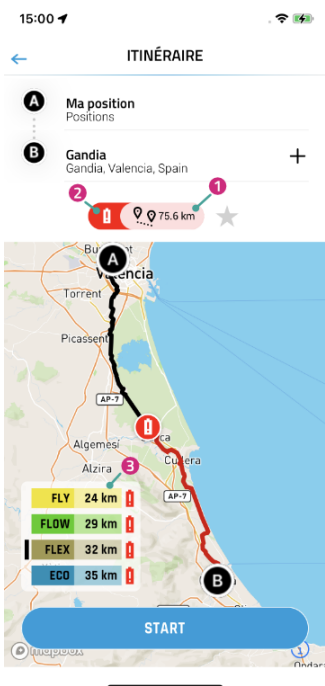 15:00
ITINÉRAIRE
A
Ma position
Positions
B
Gandia
Gandia, Valencia, Spain
2
1
75.6 km
A
Valencia
Torrent
Picassent
AP-7
Algemesí
Cullera
Alzira
3
AP-7
FLY 24 km
FLOW 29 km
FLEX 32 km
ECO 35 km
B
START
mapbox